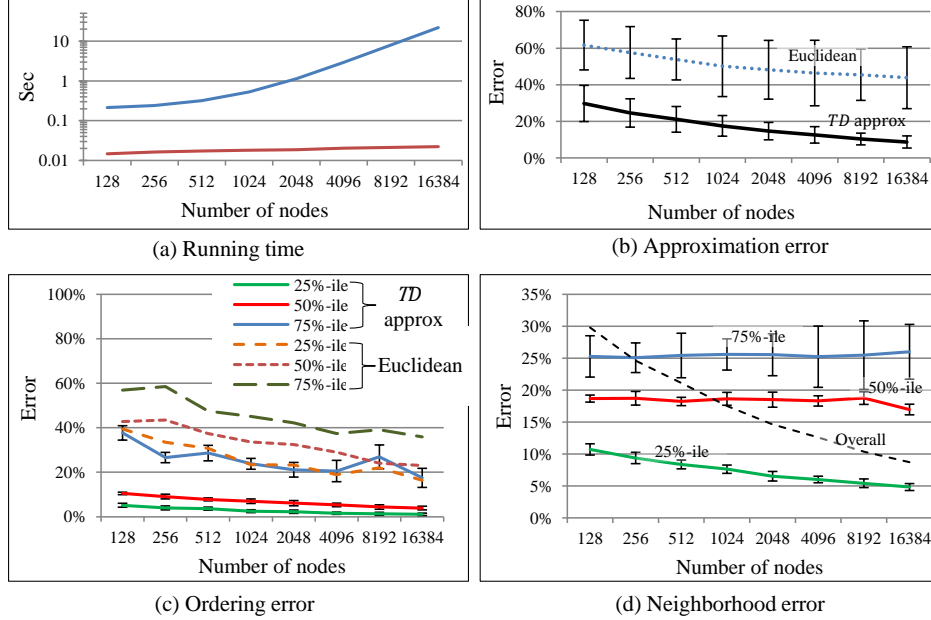 10
1
0.1
0.01
Sec
128 256 512 1024 2048 4096 8192 16384
Number of nodes
(a) Running time
80%
60%
40%
20%
0%
Error
Euclidean
TD approx
128 256 512 1024 2048 4096 8192 16384
Number of nodes
(b) Approximation error
100%
80%
60%
40%
20%
0%
Error
25%-ile
50%-ile
75%-ile
TD
approx
25%-ile
50%-ile
75%-ile
Euclidean
128 256 512 1024 2048 4096 8192 16384
Number of nodes
(c) Ordering error
35%
30%
25%
20%
15%
10%
5%
0%
Error
75%-ile
50%-ile
Overall
25%-ile
128 256 512 1024 2048 4096 8192 16384
Number of nodes
(d) Neighborhood error